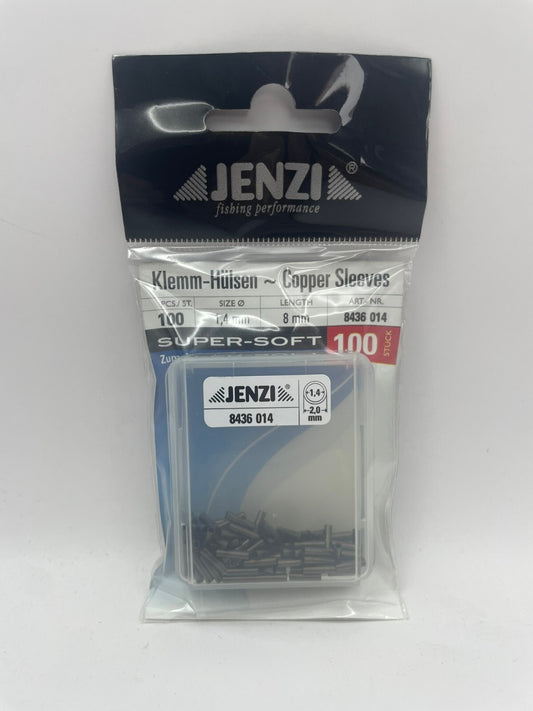 JENZI®
fishing performance
Klemm-Hülsen ~ Copper Sleeves
PCS/ST. SIZE Ø LENGTH ART.-NR.
100 1,4 mm 8 mm 8436 014
SUPER-SOFT 100 STÜCK
JENZI®
8436 014
1,4
2,0
mm